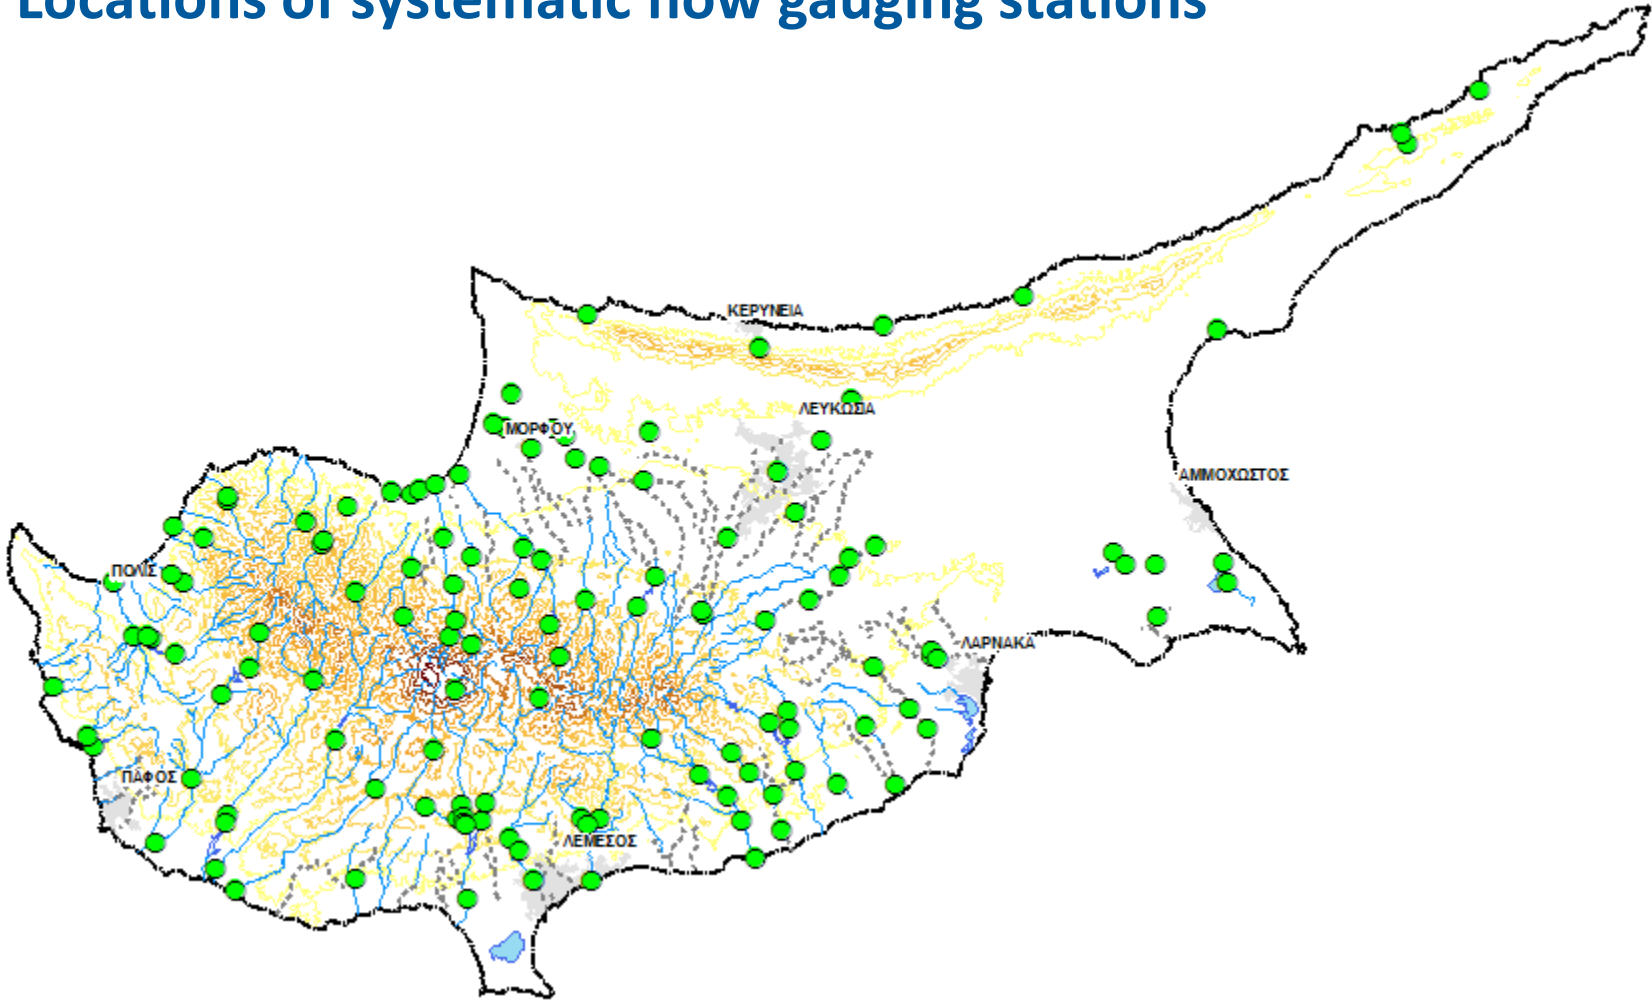 Locations of systematic flow gauging stations
ΚΕΡΥΝΕΙΑ
ΛΕΥΚΩΣΙΑ
ΜΟΡΦΟΥ
ΑΜΜΟΧΩΣΤΟΣ
ΠΟΛΙΣ
ΛΑΡΝΑΚΑ
ΠΑΦΟΣ
ΛΕΜΕΣΟΣ